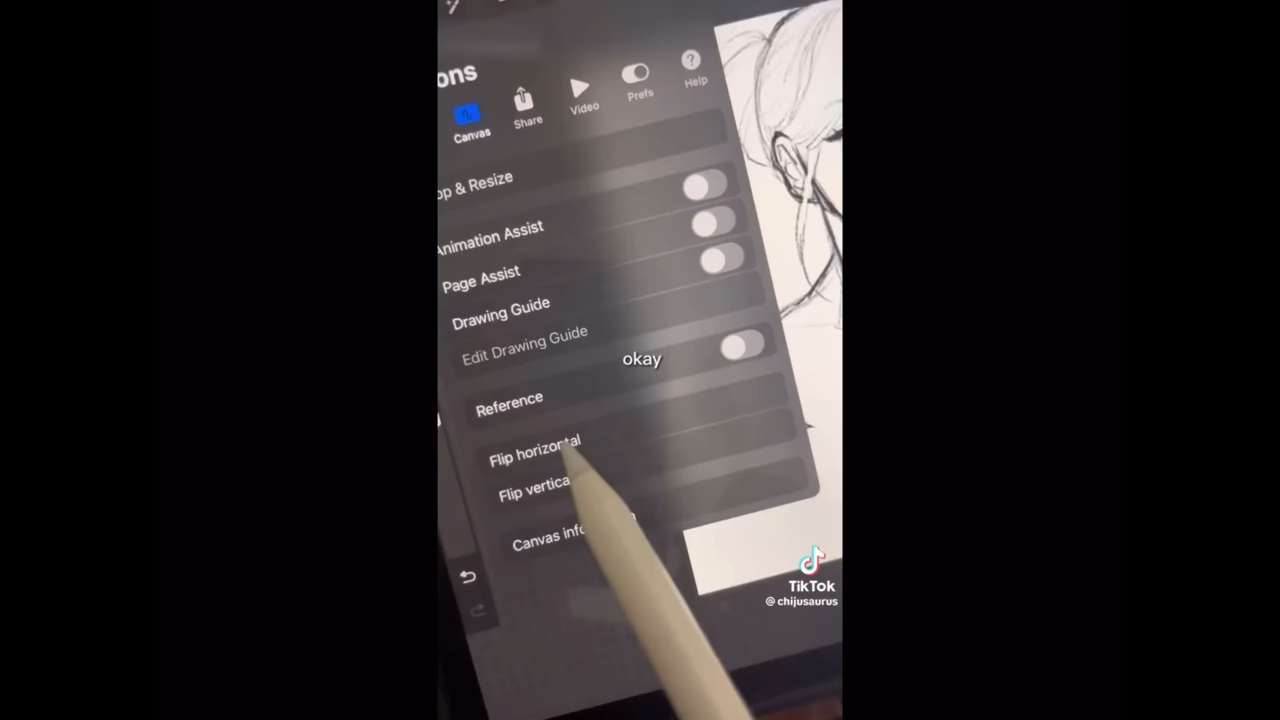 ons
Canvas
Share
Video
Prefs
Help
op & Resize
Animation Assist
Page Assist
Drawing Guide
Edit Drawing Guide
okay
Reference
Flip horizontal
Flip vertica
Canvas info
TikTok
@chijusaurus